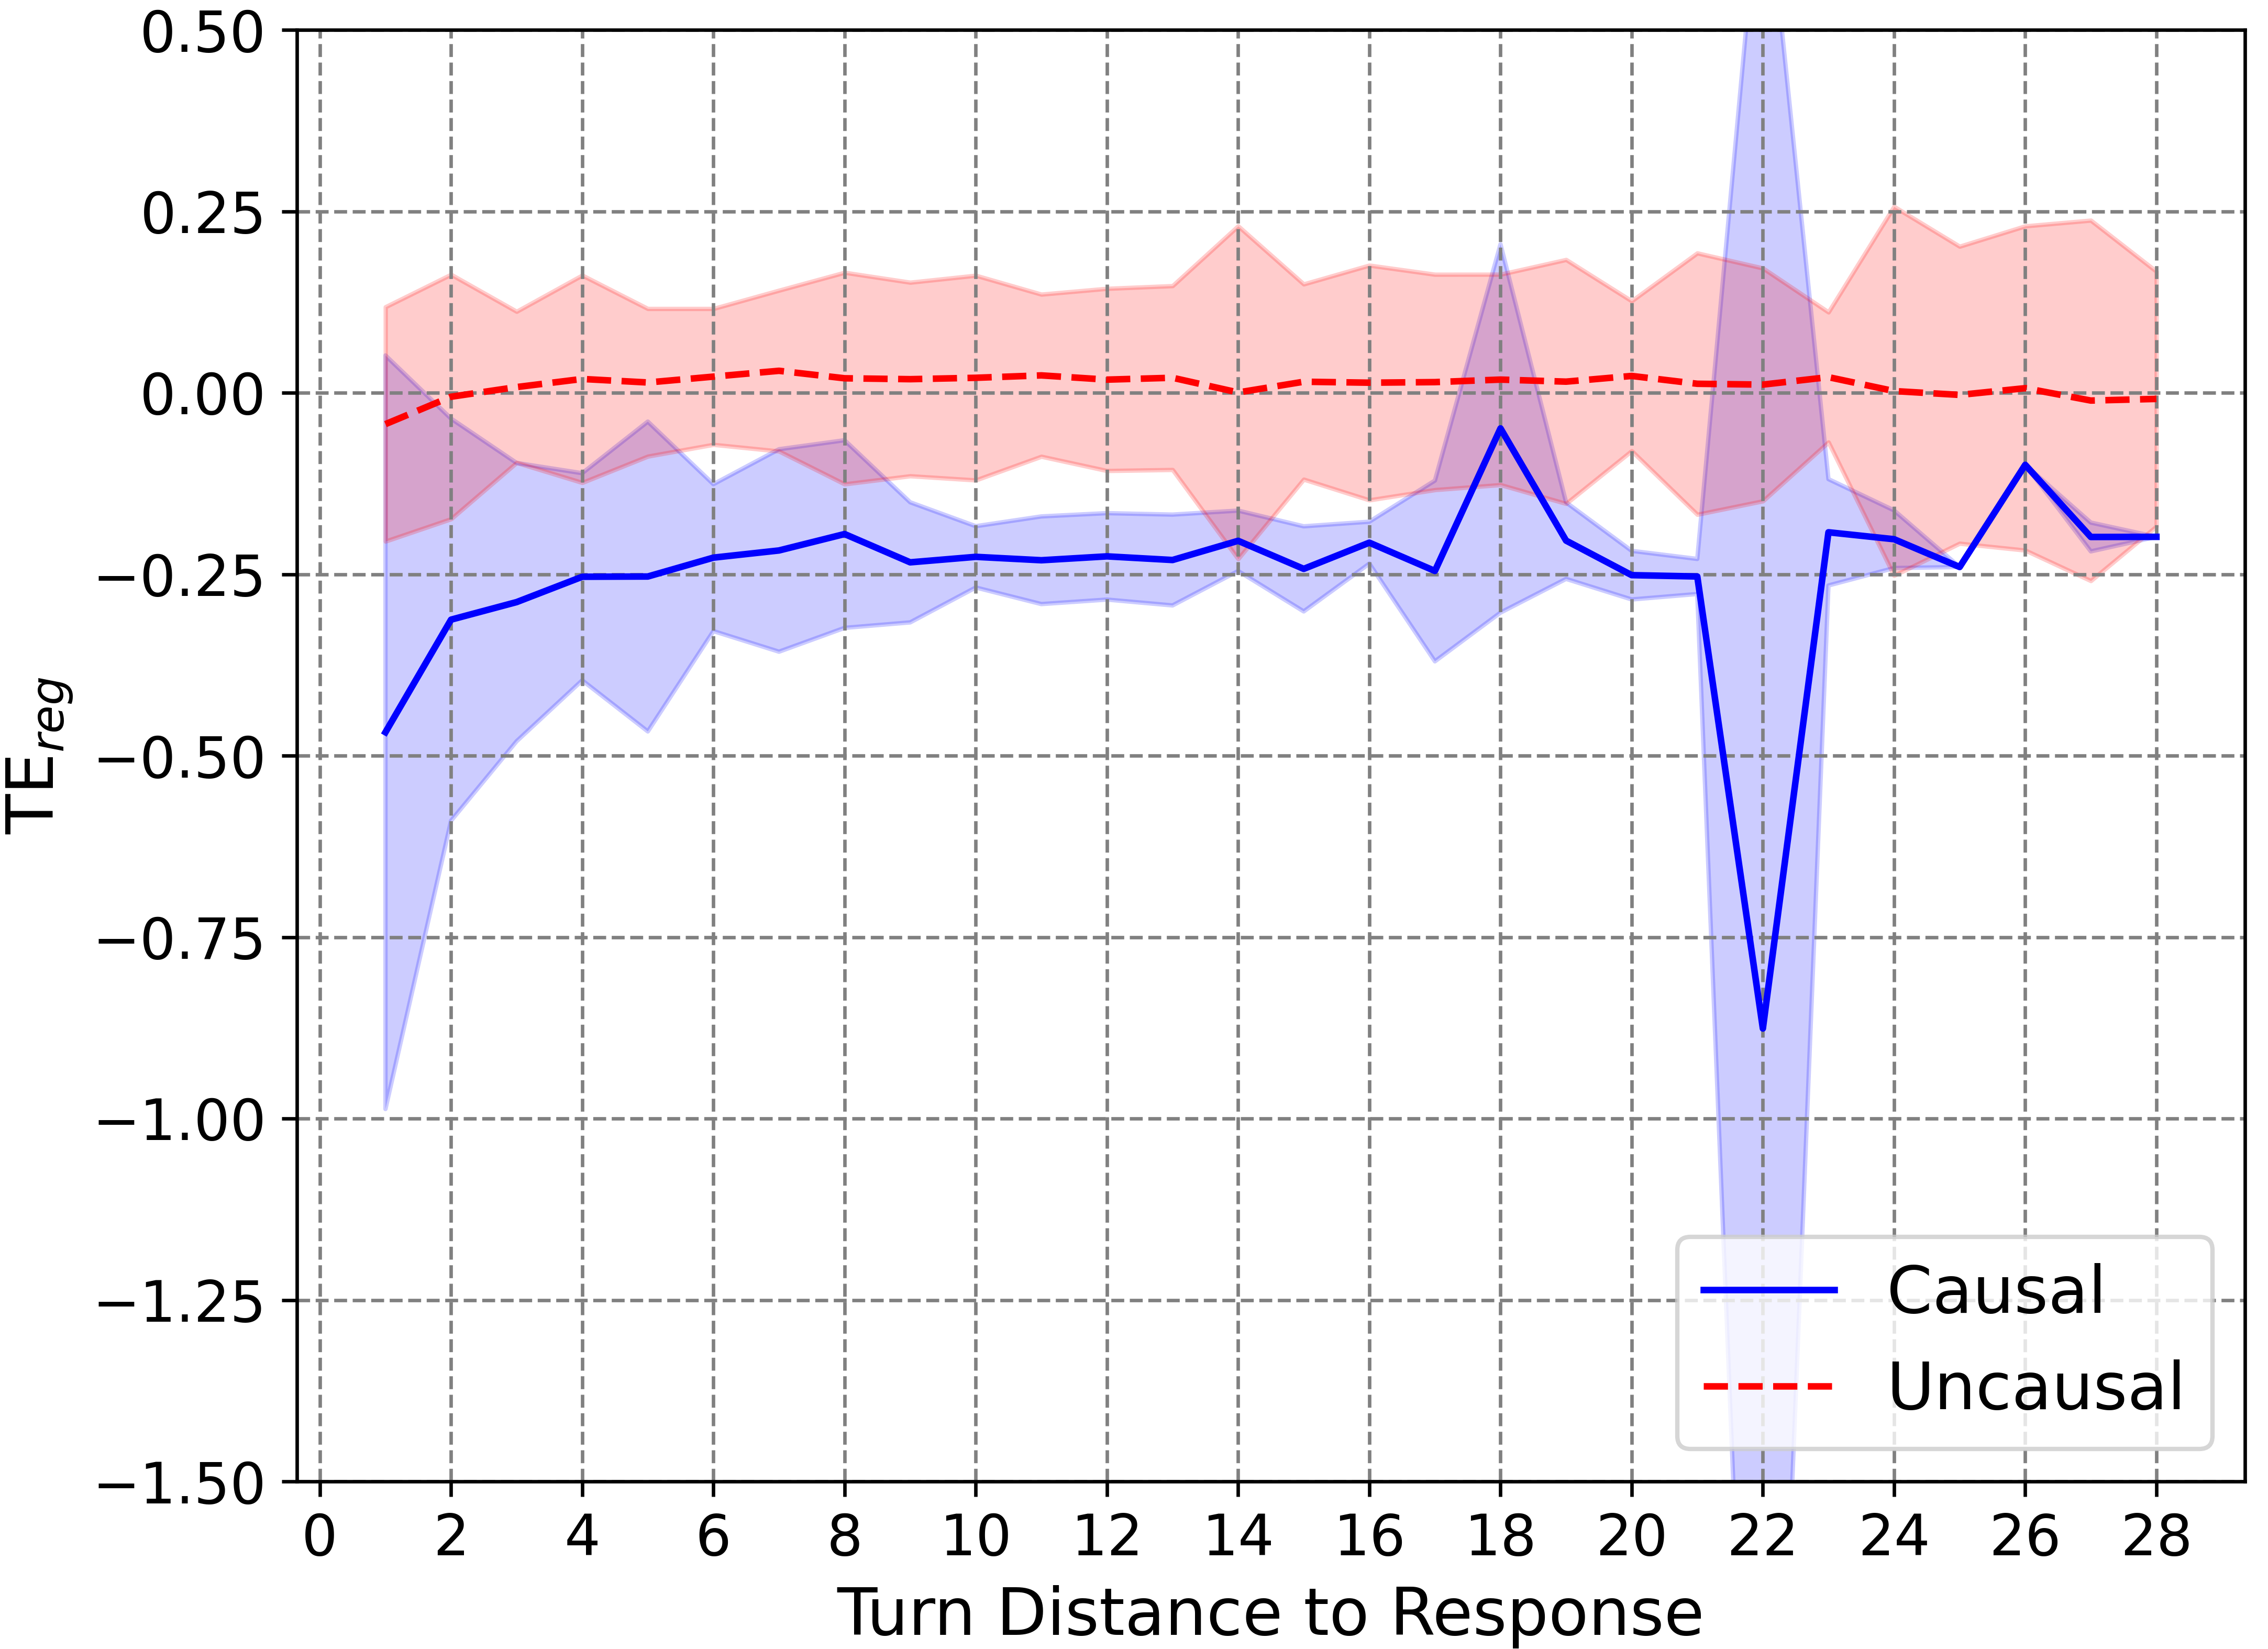 0.50
0.25
0.00
−0.25
−0.50
−0.75
−1.00
−1.25
−1.50
TEreg
0 2 4 6 8 10 12 14 16 18 20 22 24 26 28
Turn Distance to Response
Causal
Uncausal